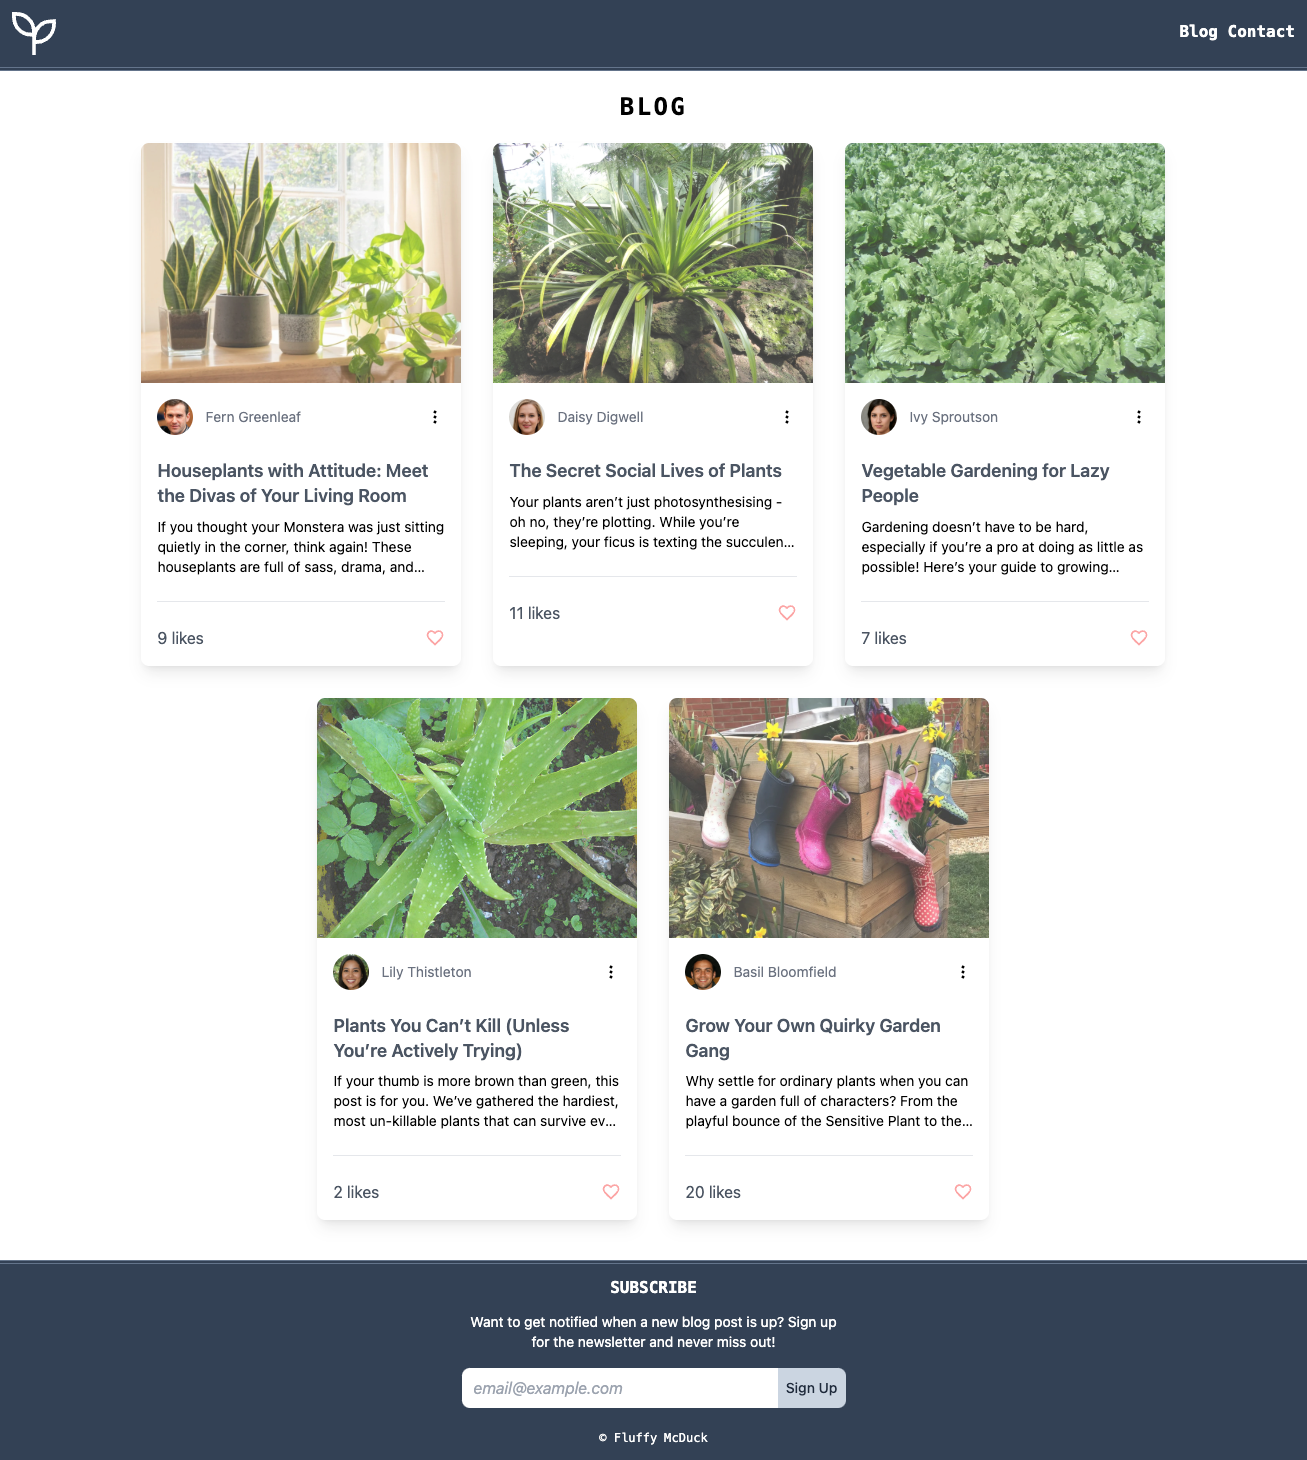 Blog Contact
BLOG
Fern Greenleaf
Houseplants with Attitude: Meet
the Divas of Your Living Room
If you thought your Monstera was just sitting
quietly in the corner, think again! These
houseplants are full of sass, drama, and...
9 likes
Daisy Digwell
The Secret Social Lives of Plants
Your plants aren’t just photosynthesising -
oh no, they’re plotting. While you’re
sleeping, your ficus is texting the succulen...
11 likes
Ivy Sproutson
Vegetable Gardening for Lazy
People
Gardening doesn’t have to be hard,
especially if you’re a pro at doing as little as
possible! Here’s your guide to growing...
7 likes
Lily Thistleton
Plants You Can’t Kill (Unless
You’re Actively Trying)
If your thumb is more brown than green, this
post is for you. We’ve gathered the hardiest,
most un-killable plants that can survive ev...
2 likes
Basil Bloomfield
Grow Your Own Quirky Garden
Gang
Why settle for ordinary plants when you can
have a garden full of characters? From the
playful bounce of the Sensitive Plant to the...
20 likes
SUBSCRIBE
Want to get notified when a new blog post is up? Sign up
for the newsletter and never miss out!
email@example.com
Sign Up
© Fluffy McDuck